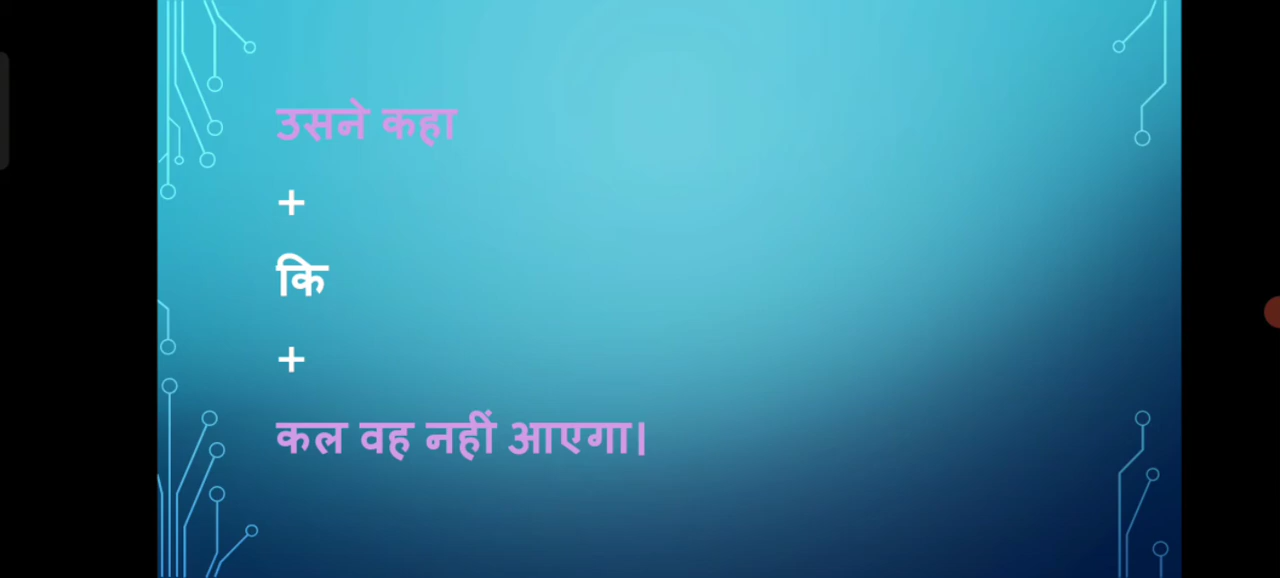 उसने कहा
+
कि
+
कल वह नहीं आएगा।